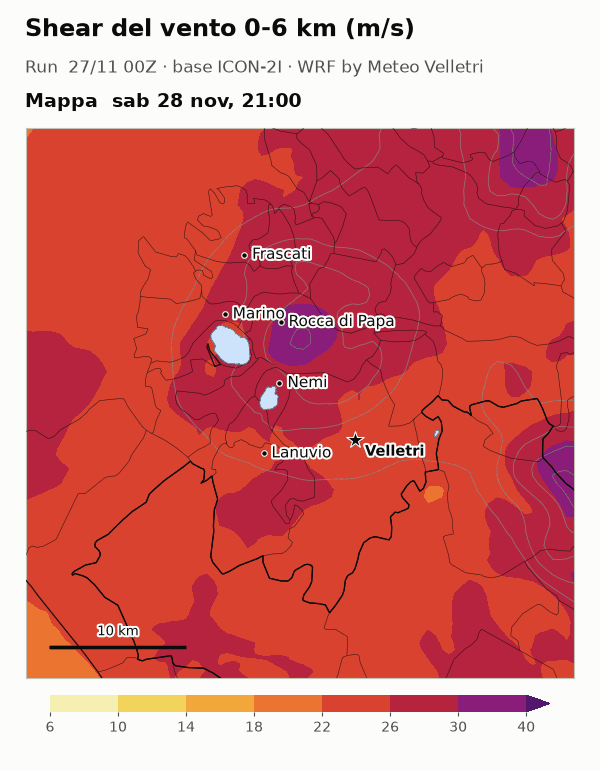 Shear del vento 0-6 km (m/s)
Run  27/11 00Z · base ICON-2I · WRF by Meteo Velletri
Mappa  sab 28 nov, 21:00
Frascati
Marino
Rocca di Papa
Nemi
Velletri
Lanuvio
10 km
6 10 14 18 22 26 30 40